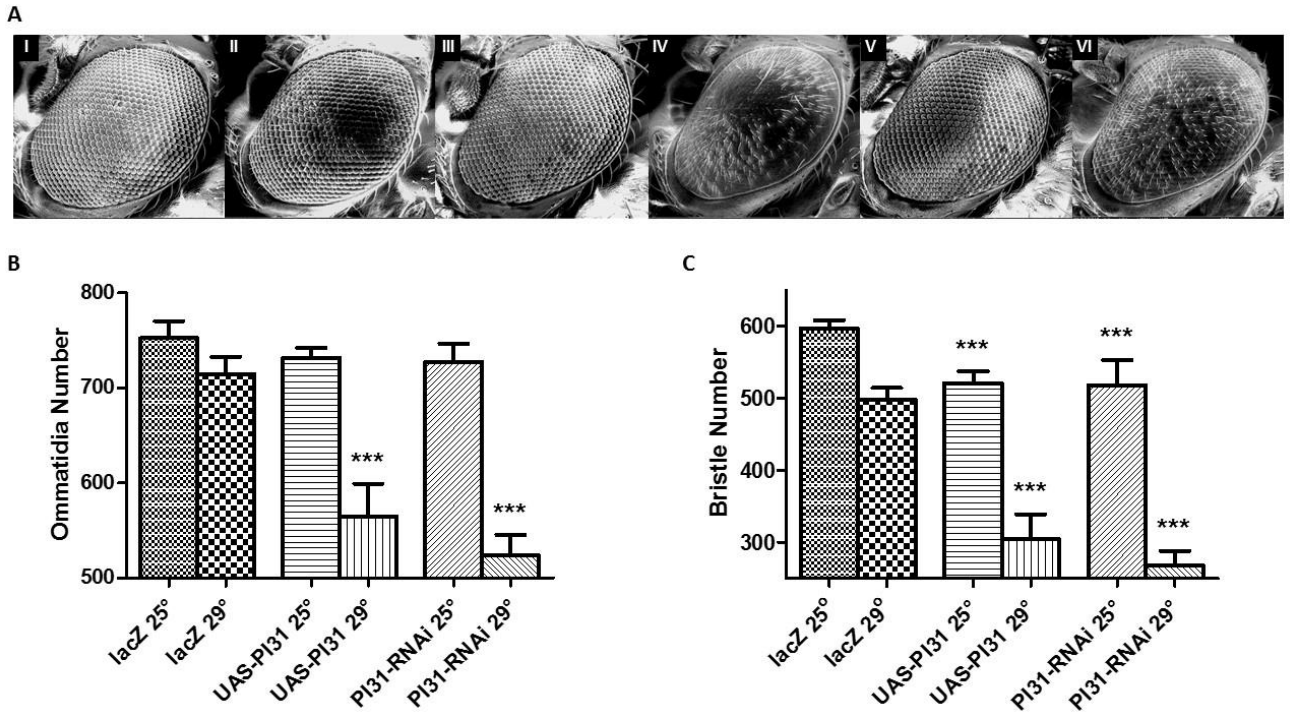 A
I II III IV V VI
B
C
Ommatidia Number
800
700
600
500
***
***
lacZ 25°
lacZ 29°
UAS-PI31 25°
UAS-PI31 29°
PI31-RNAi 25°
PI31-RNAi 29°
Bristle Number
600
500
400
300
***
***
***
***
lacZ 25°
lacZ 29°
UAS-PI31 25°
UAS-PI31 29°
PI31-RNAi 25°
PI31-RNAi 29°